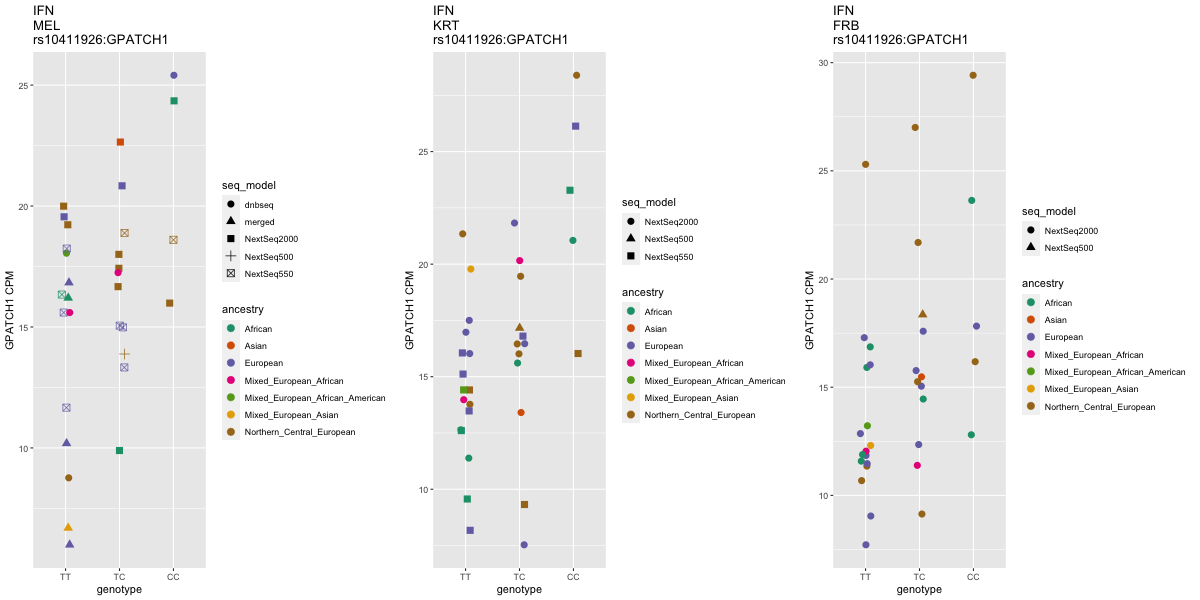 IFN
MEL
rs10411926:GPATCH1
25
20
15
10
GPATCH1 CPM
TT TC CC
genotype
seq_model
dnbseq
merged
NextSeq2000
NextSeq500
NextSeq550
ancestry
African
Asian
European
Mixed_European_African
Mixed_European_African_American
Mixed_European_Asian
Northern_Central_European
IFN
KRT
rs10411926:GPATCH1
25
20
15
10
GPATCH1 CPM
TT TC CC
genotype
seq_model
NextSeq2000
NextSeq500
NextSeq550
ancestry
African
Asian
European
Mixed_European_African
Mixed_European_African_American
Mixed_European_Asian
Northern_Central_European
IFN
FRB
rs10411926:GPATCH1
30
25
20
15
10
GPATCH1 CPM
TT TC CC
genotype
seq_model
NextSeq2000
NextSeq500
ancestry
African
Asian
European
Mixed_European_African
Mixed_European_African_American
Mixed_European_Asian
Northern_Central_European